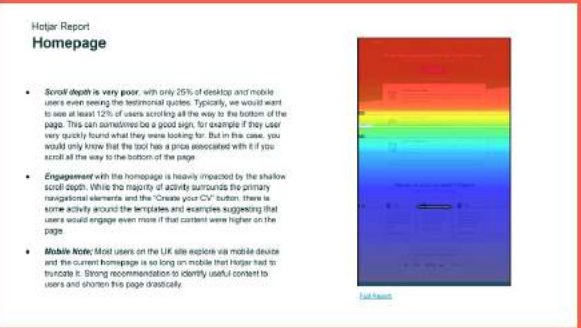 Hotjar Report
Homepage
• Scroll depth is very poor, with only 25% of desktop and mobile
users even seeing the testimonial quotes. Typically, we would want
to see at least 12% of users scrolling all the way to the bottom of the
page. This can sometimes be a good sign, for example if they user
very quickly found what they were looking for. But in this case, you
would only know that the tool has a price associated with it if you
scroll all the way to the bottom of the page.
• Engagement with the homepage is heavily impacted by the shallow
scroll depth. While the majority of activity surrounds the primary
navigational elements and the "Create your CV" button, there is
some activity around the templates and examples suggesting that
users would engage even more if that content were higher on the
page.
• Mobile Note; Most users on the UK site explore via mobile device
and the current homepage is so long on mobile that Hotjar had to
truncate it. Strong recommendation to identify useful content to
users and shorten this page drastically.
Full Report